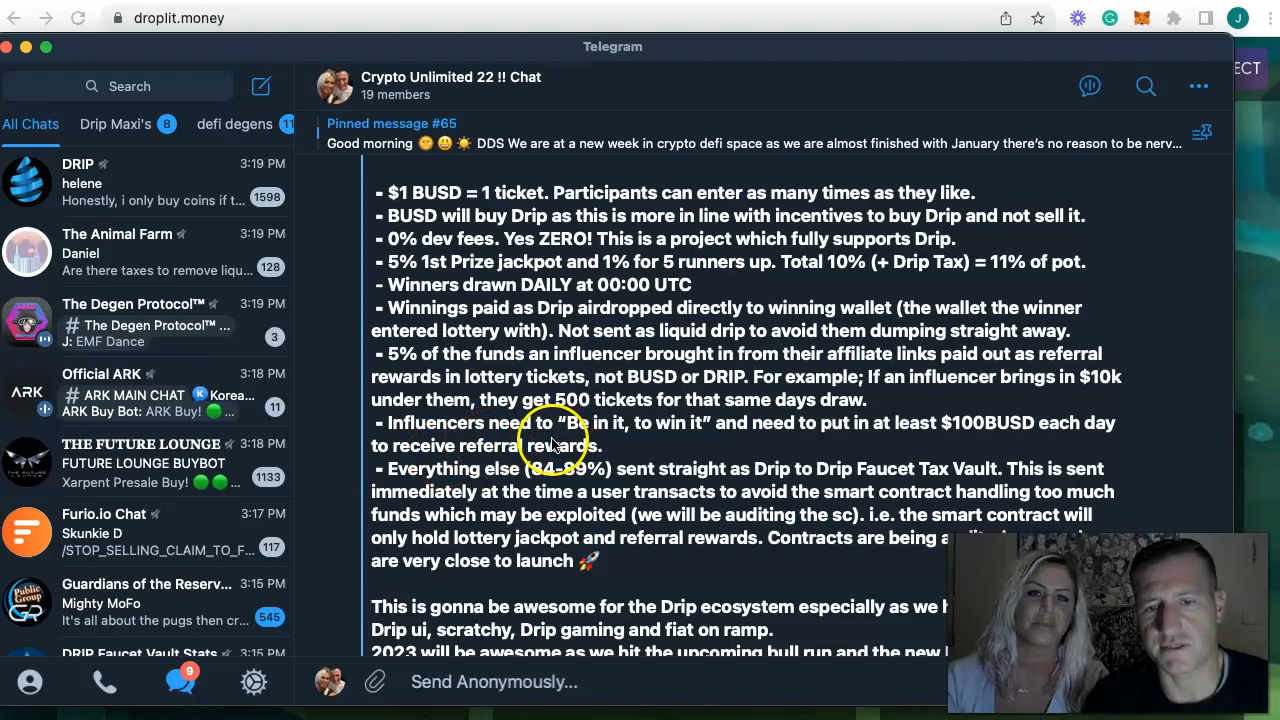 droplit.money
J
Telegram
ECT
Search
Crypto Unlimited 22 !! Chat
19 members
All Chats
Drip Maxi's 8
defi degens 11
Pinned message #65
Good morning 🌞 😃 ☀️ DDS We are at a new week in crypto defi space as we are almost finished with January there's no reason to be nerv...
DRIP 3:19 PM
helene
Honestly, i only buy coins if t... 1598
The Animal Farm 3:19 PM
Daniel
Are there taxes to remove liqu... 128
The Degen Protocol™ 3:19 PM
# The Degen Protocol™ ...
J: EMF Dance 3
Official ARK 3:18 PM
# ARK MAIN CHAT K Korea...
ARK Buy Bot: ARK Buy! 🟢 ... 11
THE FUTURE LOUNGE 3:18 PM
FUTURE LOUNGE BUYBOT
Xarpent Presale Buy! 🟢 🟢 ... 1133
Furio.io Chat 3:17 PM
Skunkie D
/STOP_SELLING_CLAIM_TO_F... 117
Guardians of the Reserv... 3:15 PM
Mighty MoFo
It's all about the pugs then cr... 545
DRIP Faucet Vault Stats 3:15 PM
9
- $1 BUSD = 1 ticket. Participants can enter as many times as they like.
- BUSD will buy Drip as this is more in line with incentives to buy Drip and not sell it.
- 0% dev fees. Yes ZERO! This is a project which fully supports Drip.
- 5% 1st Prize jackpot and 1% for 5 runners up. Total 10% (+ Drip Tax) = 11% of pot.
- Winners drawn DAILY at 00:00 UTC
- Winnings paid as Drip airdropped directly to winning wallet (the wallet the winner
entered lottery with). Not sent as liquid drip to avoid them dumping straight away.
- 5% of the funds an influencer brought in from their affiliate links paid out as referral
rewards in lottery tickets, not BUSD or DRIP. For example; If an influencer brings in $10k
under them, they get 500 tickets for that same days draw.
- Influencers need to “Be in it, to win it” and need to put in at least $100BUSD each day
to receive referral rewards.
- Everything else (84-89%) sent straight as Drip to Drip Faucet Tax Vault. This is sent
immediately at the time a user transacts to avoid the smart contract handling too much
funds which may be exploited (we will be auditing the sc). i.e. the smart contract will
only hold lottery jackpot and referral rewards. Contracts are being
are very close to launch 🚀
This is gonna be awesome for the Drip ecosystem especially as we
Drip ui, scratchy, Drip gaming and fiat on ramp.
2023 will be awesome as we hit the upcoming bull run and the new
Send Anonymously...